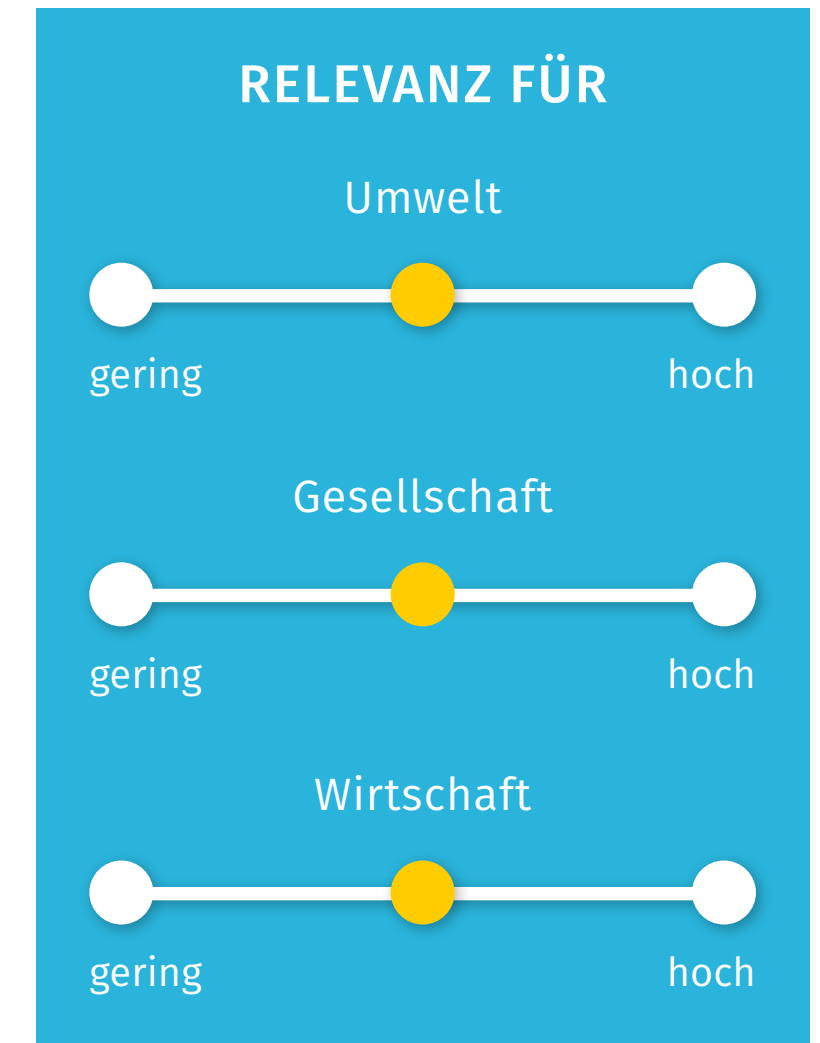 RELEVANZ FÜR
Umwelt
gering hoch
Gesellschaft
gering hoch
Wirtschaft
gering hoch